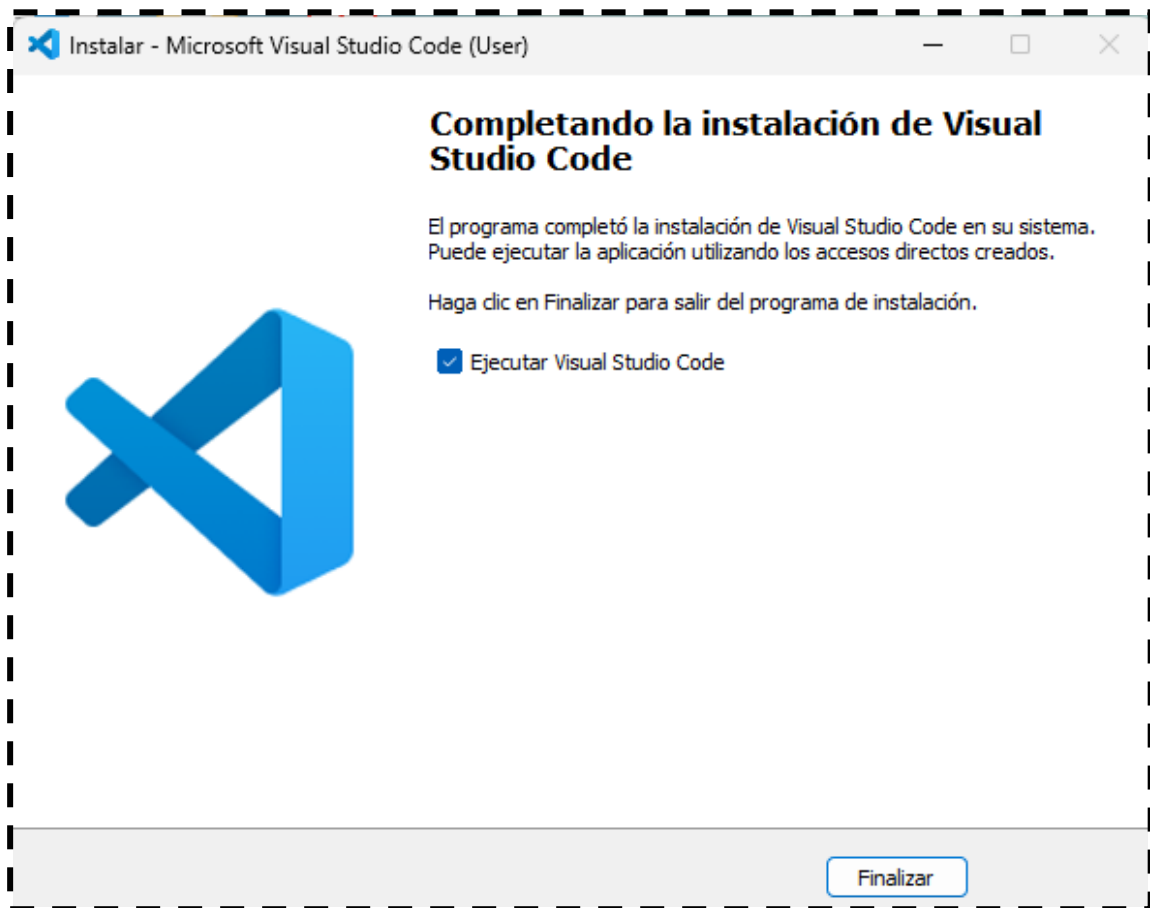 Instalar - Microsoft Visual Studio Code (User)
Completando la instalación de Visual
Studio Code
El programa completó la instalación de Visual Studio Code en su sistema.
Puede ejecutar la aplicación utilizando los accesos directos creados.
Haga clic en Finalizar para salir del programa de instalación.
Ejecutar Visual Studio Code
Finalizar